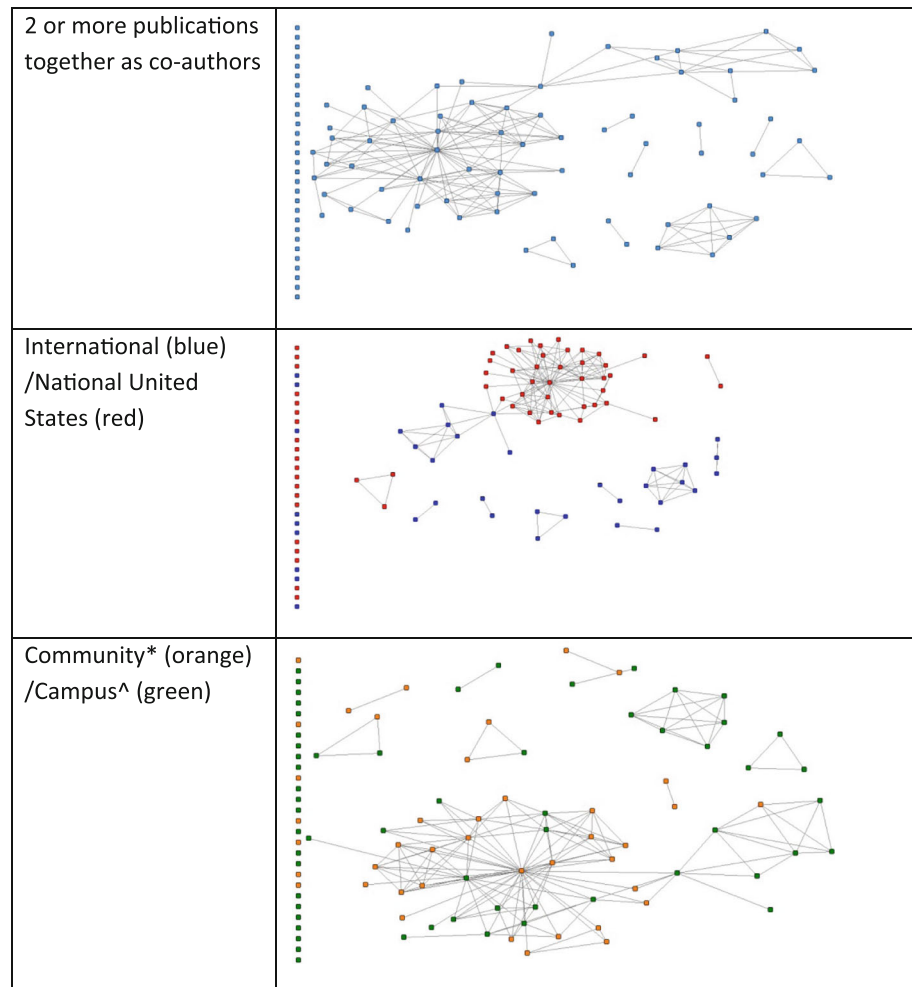 2 or more publications
together as co-authors
International (blue)
/National United
States (red)
Community* (orange)
/Campus^ (green)